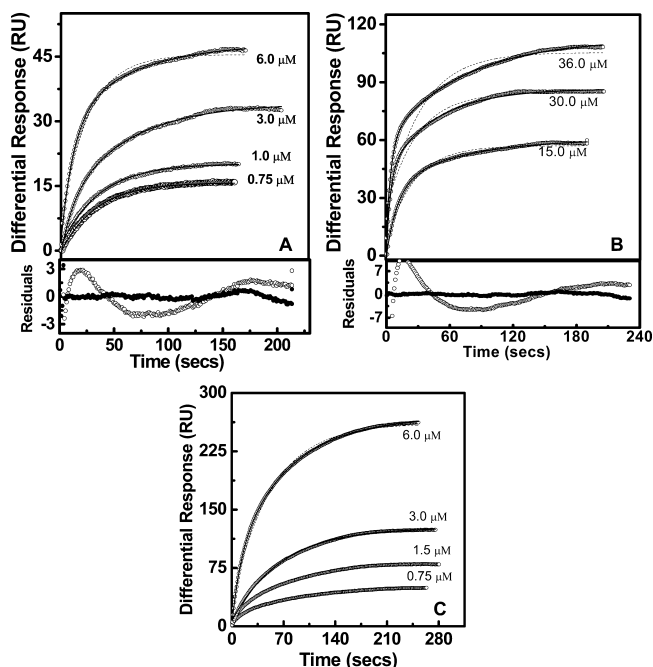 Differential Response (RU)
45
30
15
0
6.0 μM
3.0 μM
1.0 μM
0.75 μM
A
Residuals
3
0
-3
0 50 100 150 200
Time (secs)
Differential Response (RU)
120
90
60
30
0
36.0 μM
30.0 μM
15.0 μM
B
Residuals
7
0
-7
0 60 120 180 240
Time (secs)
Differential Response (RU)
300
225
150
75
0
6.0 μM
3.0 μM
1.5 μM
0.75 μM
C
0 70 140 210 280
Time (secs)